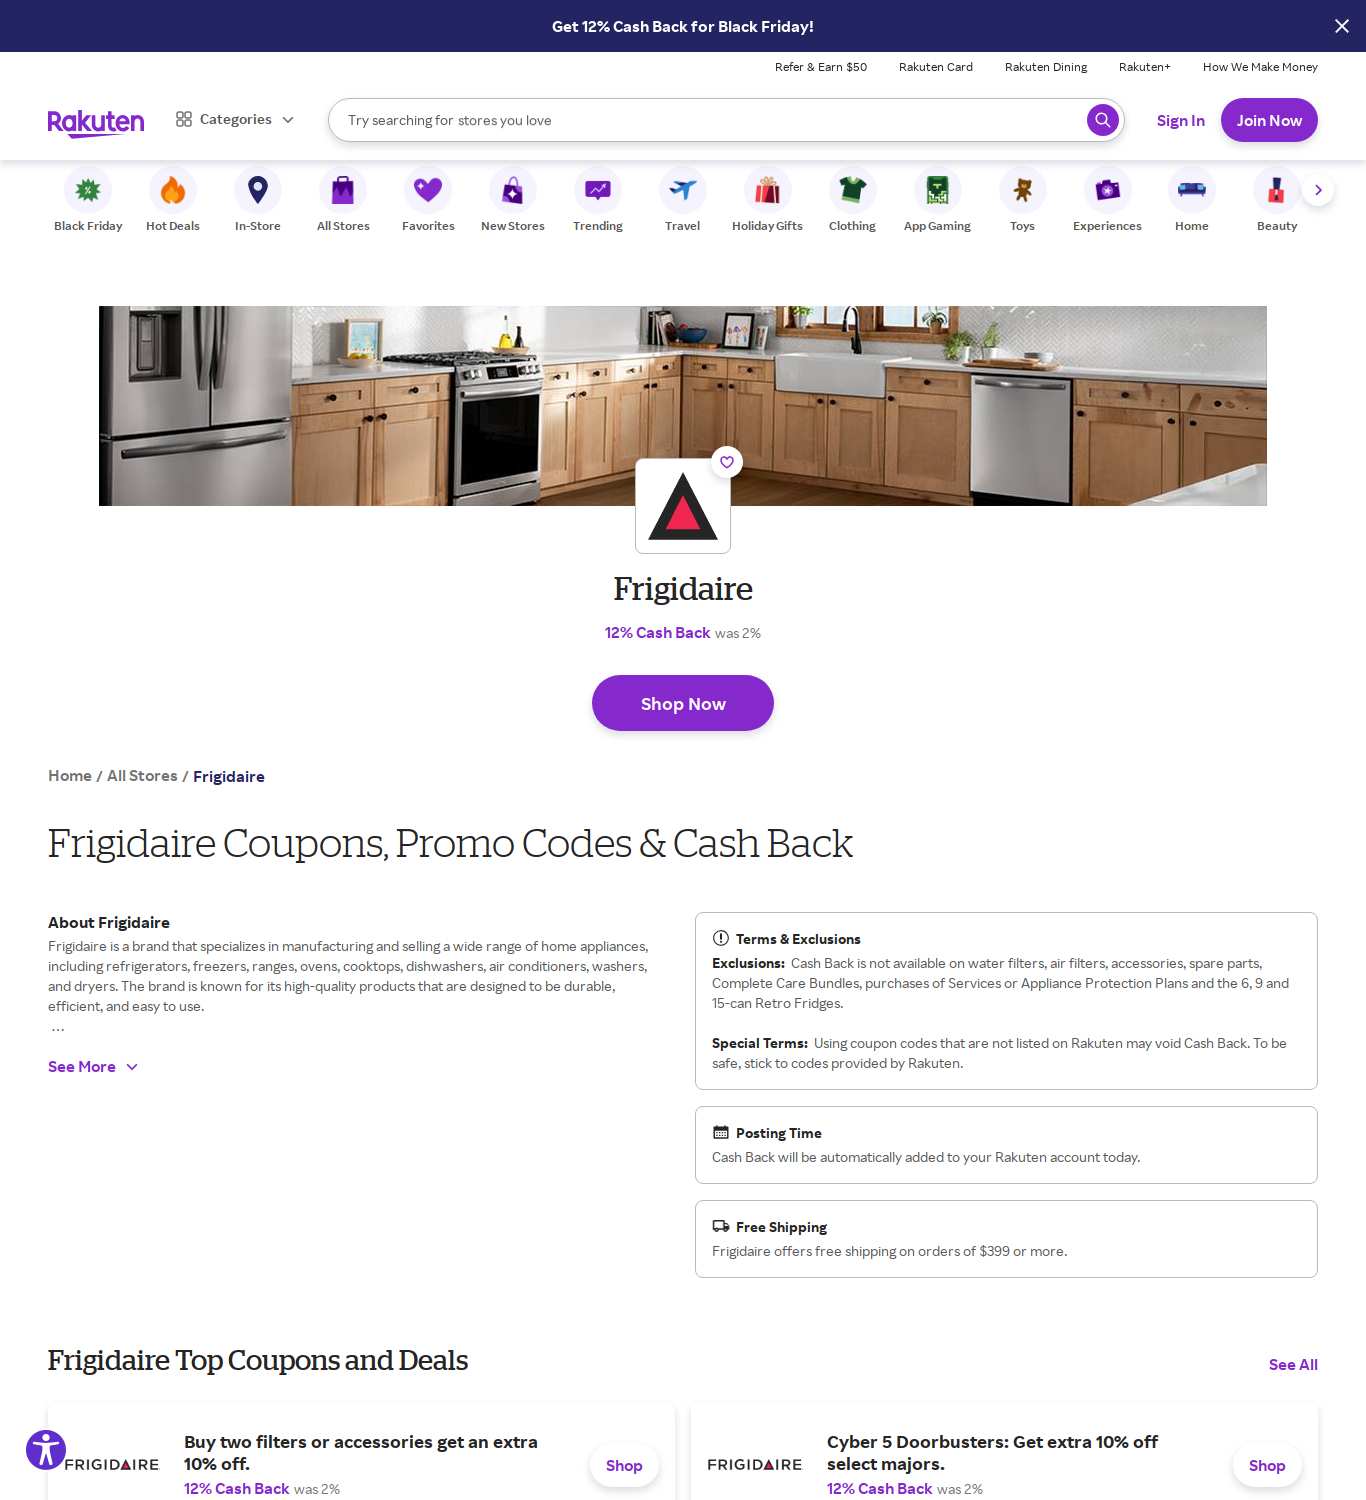 Get 12% Cash Back for Black Friday!
Refer & Earn $50
Rakuten Card
Rakuten Dining
Rakuten+
How We Make Money
Rakuten
Categories
Try searching for stores you love
Sign In
Join Now
Black Friday
Hot Deals
In-Store
All Stores
Favorites
New Stores
Trending
Travel
Holiday Gifts
Clothing
App Gaming
Toys
Experiences
Home
Beauty
Frigidaire
12% Cash Back was 2%
Shop Now
Home / All Stores / Frigidaire
Frigidaire Coupons, Promo Codes & Cash Back
About Frigidaire
Frigidaire is a brand that specializes in manufacturing and selling a wide range of home appliances,
including refrigerators, freezers, ranges, ovens, cooktops, dishwashers, air conditioners, washers,
and dryers. The brand is known for its high-quality products that are designed to be durable,
efficient, and easy to use.
...
See More
Terms & Exclusions
Exclusions: Cash Back is not available on water filters, air filters, accessories, spare parts,
Complete Care Bundles, purchases of Services or Appliance Protection Plans and the 6, 9 and
15-can Retro Fridges.
Special Terms: Using coupon codes that are not listed on Rakuten may void Cash Back. To be
safe, stick to codes provided by Rakuten.
Posting Time
Cash Back will be automatically added to your Rakuten account today.
Free Shipping
Frigidaire offers free shipping on orders of $399 or more.
Frigidaire Top Coupons and Deals
See All
FRIGIDAIRE
Buy two filters or accessories get an extra
10% off.
12% Cash Back was 2%
Shop
FRIGIDAIRE
Cyber 5 Doorbusters: Get extra 10% off
select majors.
12% Cash Back was 2%
Shop